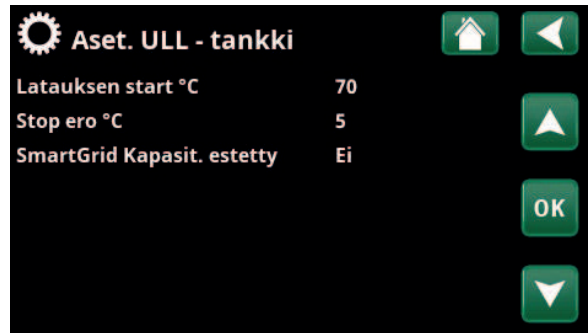 Aset. ULL - tankki
Latauksen start °C 70
Stop ero °C 5
SmartGrid Kapasit. estetty Ei
OK